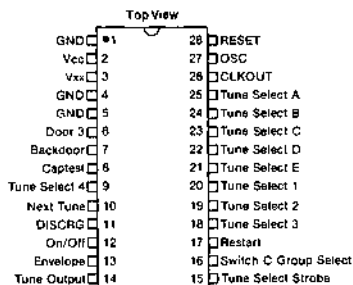 Top View
GND 1 28 RESET
Vcc 2 27 OSC
Vxx 3 26 CLKOUT
GND 4 25 Tune Select A
GND 5 24 Tune Select B
Door 3 6 23 Tune Select C
Backdoor 7 22 Tune Select D
Captest 8 21 Tune Select E
Tune Select 4 9 20 Tune Select 1
Next Tune 10 19 Tune Select 2
DISCRG 11 18 Tune Select 3
On/Off 12 17 Restart
Envelope 13 16 Switch C Group Select
Tune Output 14 15 Tune Select Strobe